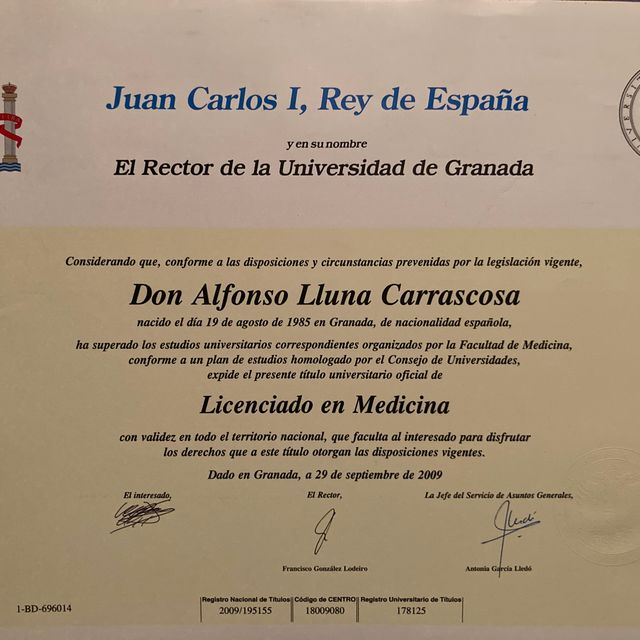 Juan Carlos I, Rey de España
y en su nombre
El Rector de la Universidad de Granada
Considerando que, conforme a las disposiciones y circunstancias prevenidas por la legislación vigente,
Don Alfonso Lluna Carrascosa
nacido el día 19 de agosto de 1985 en Granada, de nacionalidad española,
ha superado los estudios universitarios correspondientes organizados por la Facultad de Medicina,
conforme a un plan de estudios homologado por el Consejo de Universidades,
expide el presente título universitario oficial de
Licenciado en Medicina
con validez en todo el territorio nacional, que faculta al interesado para disfrutar
los derechos que a este título otorgan las disposiciones vigentes.
Dado en Granada, a 29 de septiembre de 2009
El interesado, El Rector, La Jefe del Servicio de Asuntos Generales,
Francisco González Lodeiro Antonia García Lledó
Registro Nacional de Títulos Código de CENTRO Registro Universitario de Títulos
1-BD-696014 2009/195155 18009080 178125